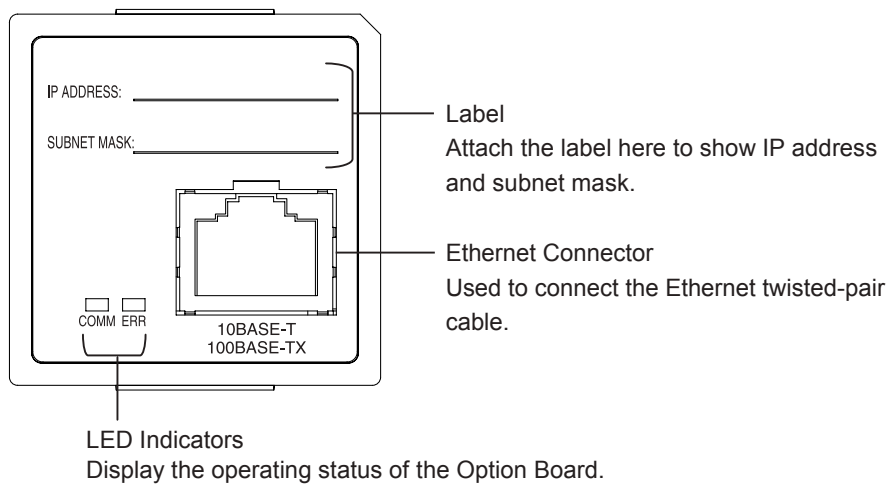 IP ADDRESS:
SUBNET MASK:
COMM ERR
10BASE-T
100BASE-TX
Label
Attach the label here to show IP address
and subnet mask.
Ethernet Connector
Used to connect the Ethernet twisted-pair
cable.
LED Indicators
Display the operating status of the Option Board.